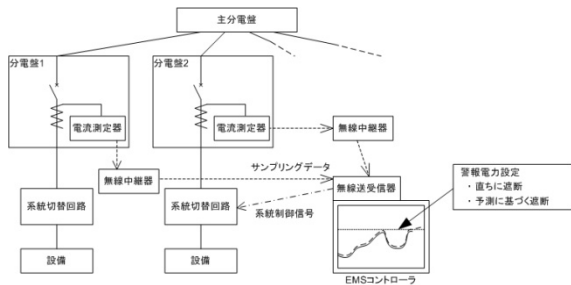 主分電盤
分電盤1
分電盤2
電流測定器
電流測定器
無線中継器
サンプリングデータ
無線中継器
無線送受信器
警報電力設定
・ 直ちに遮断
・ 予測に基づく遮断
系統切替回路
系統切替回路
系統制御信号
設備
設備
EMSコントローラ